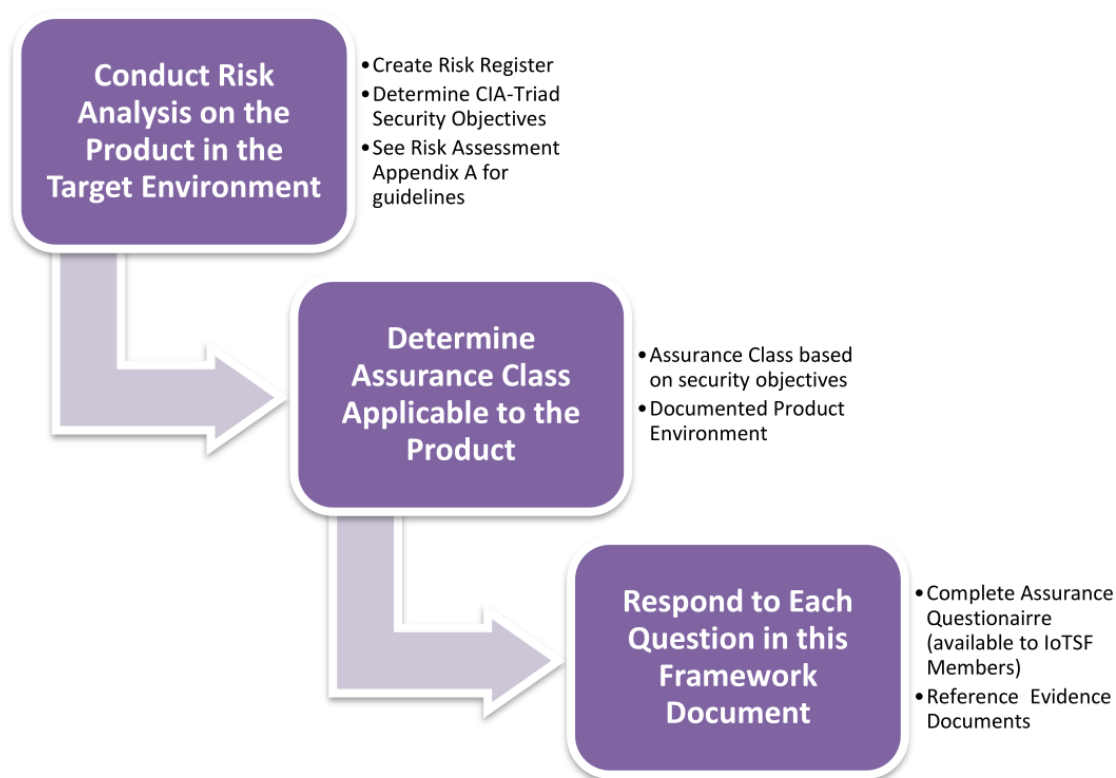 Conduct Risk
Analysis on the
Product in the
Target Environment
•Create Risk Register
•Determine CIA-Triad
Security Objectives
•See Risk Assessment
Appendix A for
guidelines
Determine
Assurance Class
Applicable to the
Product
•Assurance Class based
on security objectives
•Documented Product
Environment
Respond to Each
Question in this
Framework
Document
•Complete Assurance
Questionairre
(available to IoTSF
Members)
•Reference Evidence
Documents